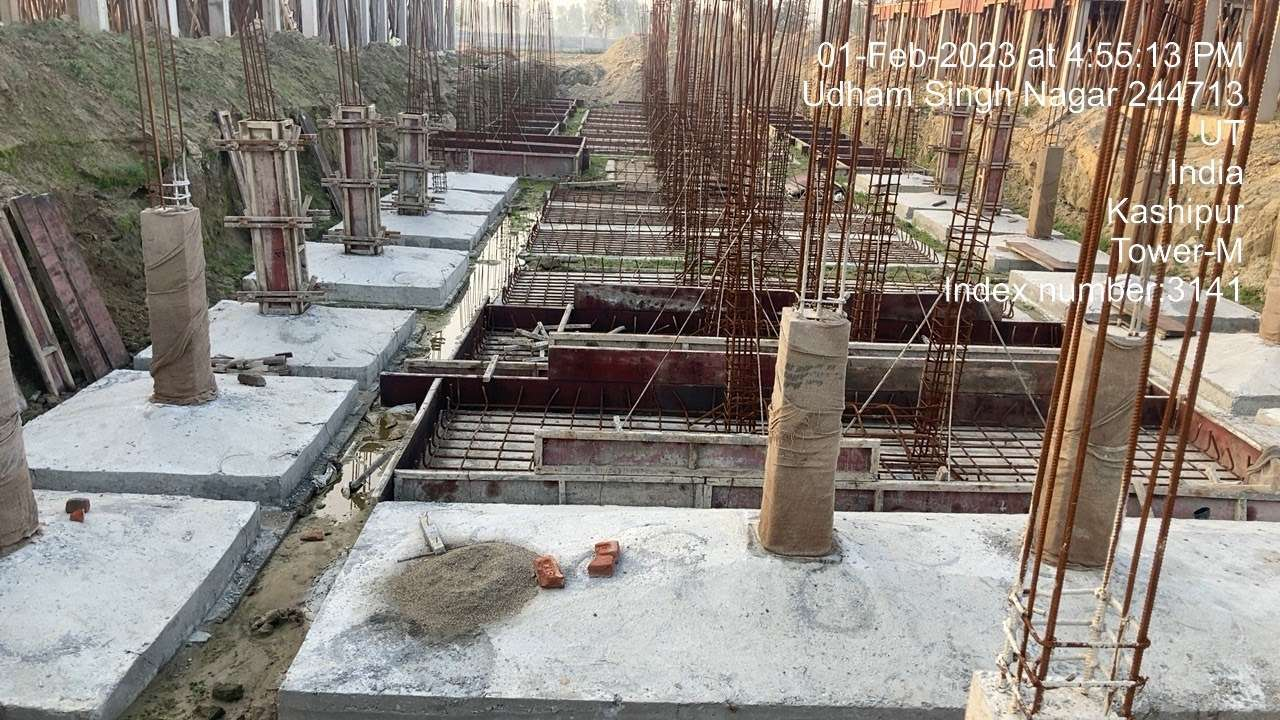 01-Feb-2023 at 4:55:13 PM
Udham Singh Nagar 244713
UT
India
Kashipur
Tower-M
Index number:3141